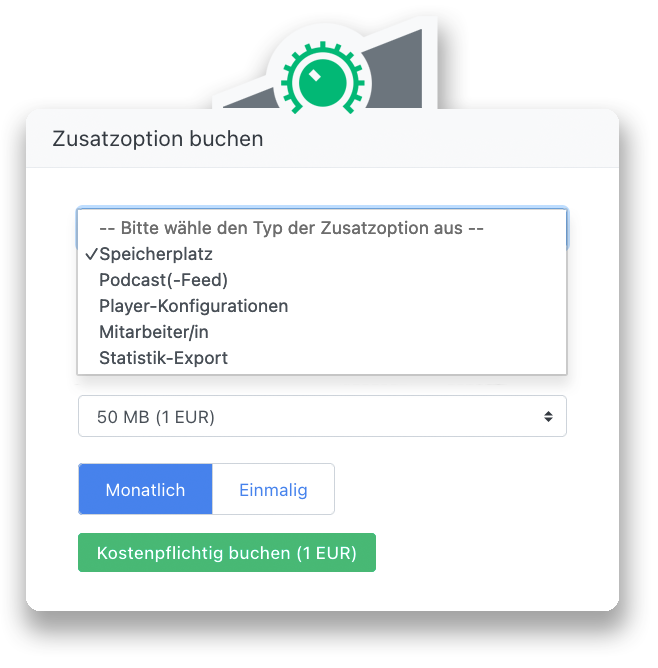 Zusatzoption buchen
-- Bitte wähle den Typ der Zusatzoption aus --
✓Speicherplatz
Podcast(-Feed)
Player-Konfigurationen
Mitarbeiter/in
Statistik-Export
50 MB (1 EUR)
Monatlich Einmalig
Kostenpflichtig buchen (1 EUR)